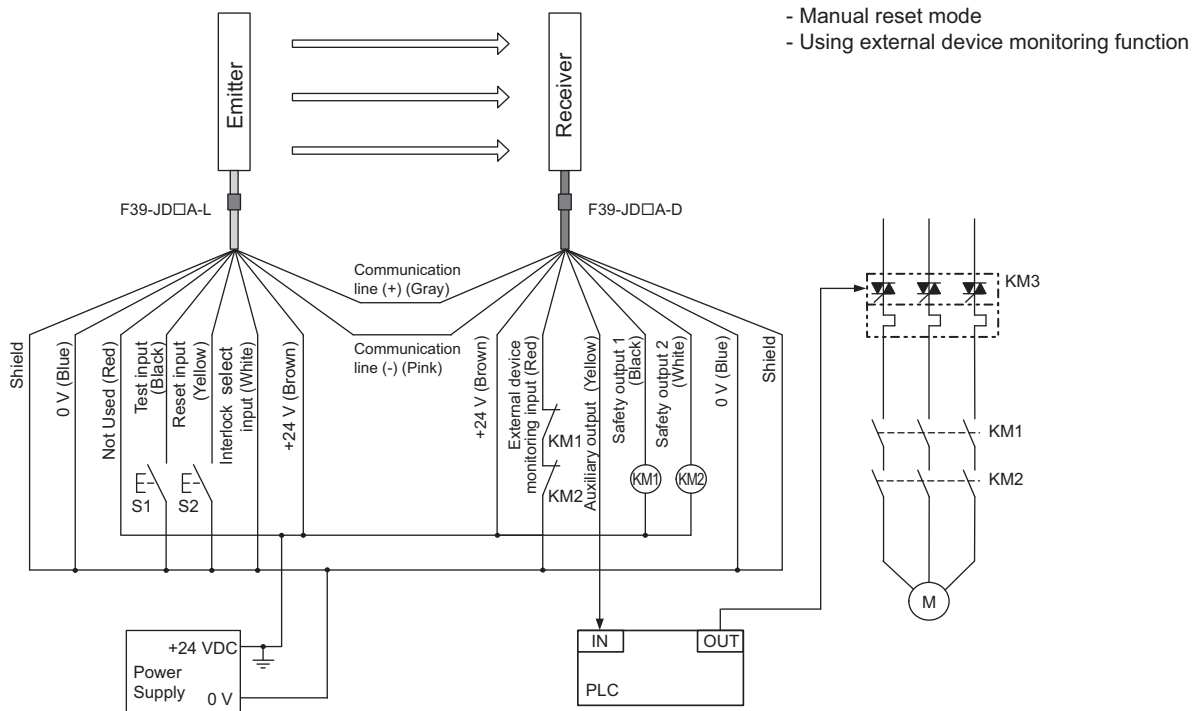 - Manual reset mode
- Using external device monitoring function
Emitter
Receiver
F39-JD□A-L
F39-JD□A-D
Communication
line (+) (Gray)
Communication
line (-) (Pink)
Shield
0 V (Blue)
Not Used (Red)
Test input
(Black)
Reset input
(Yellow)
Interlock select
input (White)
+24 V (Brown)
+24 V (Brown)
External device
monitoring input (Red)
Auxiliary output (Yellow)
Safety output 1
(Black)
Safety output 2
(White)
0 V (Blue)
Shield
S1
S2
KM1
KM2
KM1
KM2
KM3
KM1
KM2
M
+24 VDC
Power
Supply
0 V
IN
OUT
PLC